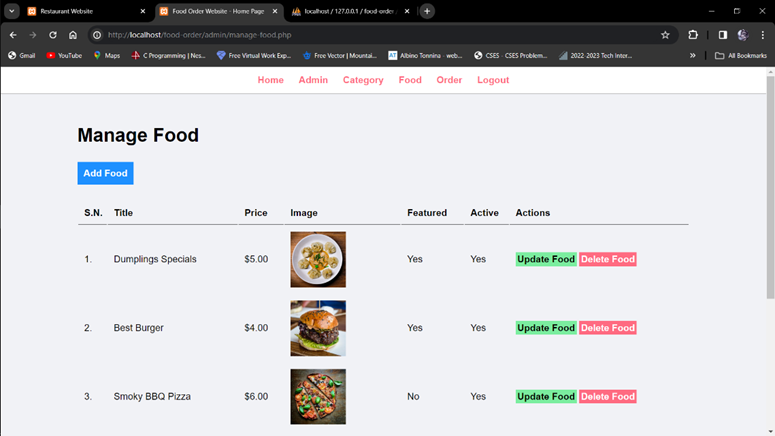 Restaurant Website
Food Order Website - Home Page
localhost / 127.0.0.1 / food-order
http://localhost/food-order/admin/manage-food.php
Gmail YouTube Maps C Programming | Nes... Free Virtual Work Exp... Free Vector | Mountai... Albino Tonnina - web... CSES - CSES Problem... 2022-2023 Tech Inter... All Bookmarks
Home Admin Category Food Order Logout
Manage Food
Add Food
S.N. Title Price Image Featured Active Actions
1. Dumplings Specials $5.00 Yes Yes Update Food Delete Food
2. Best Burger $4.00 Yes Yes Update Food Delete Food
3. Smoky BBQ Pizza $6.00 No Yes Update Food Delete Food